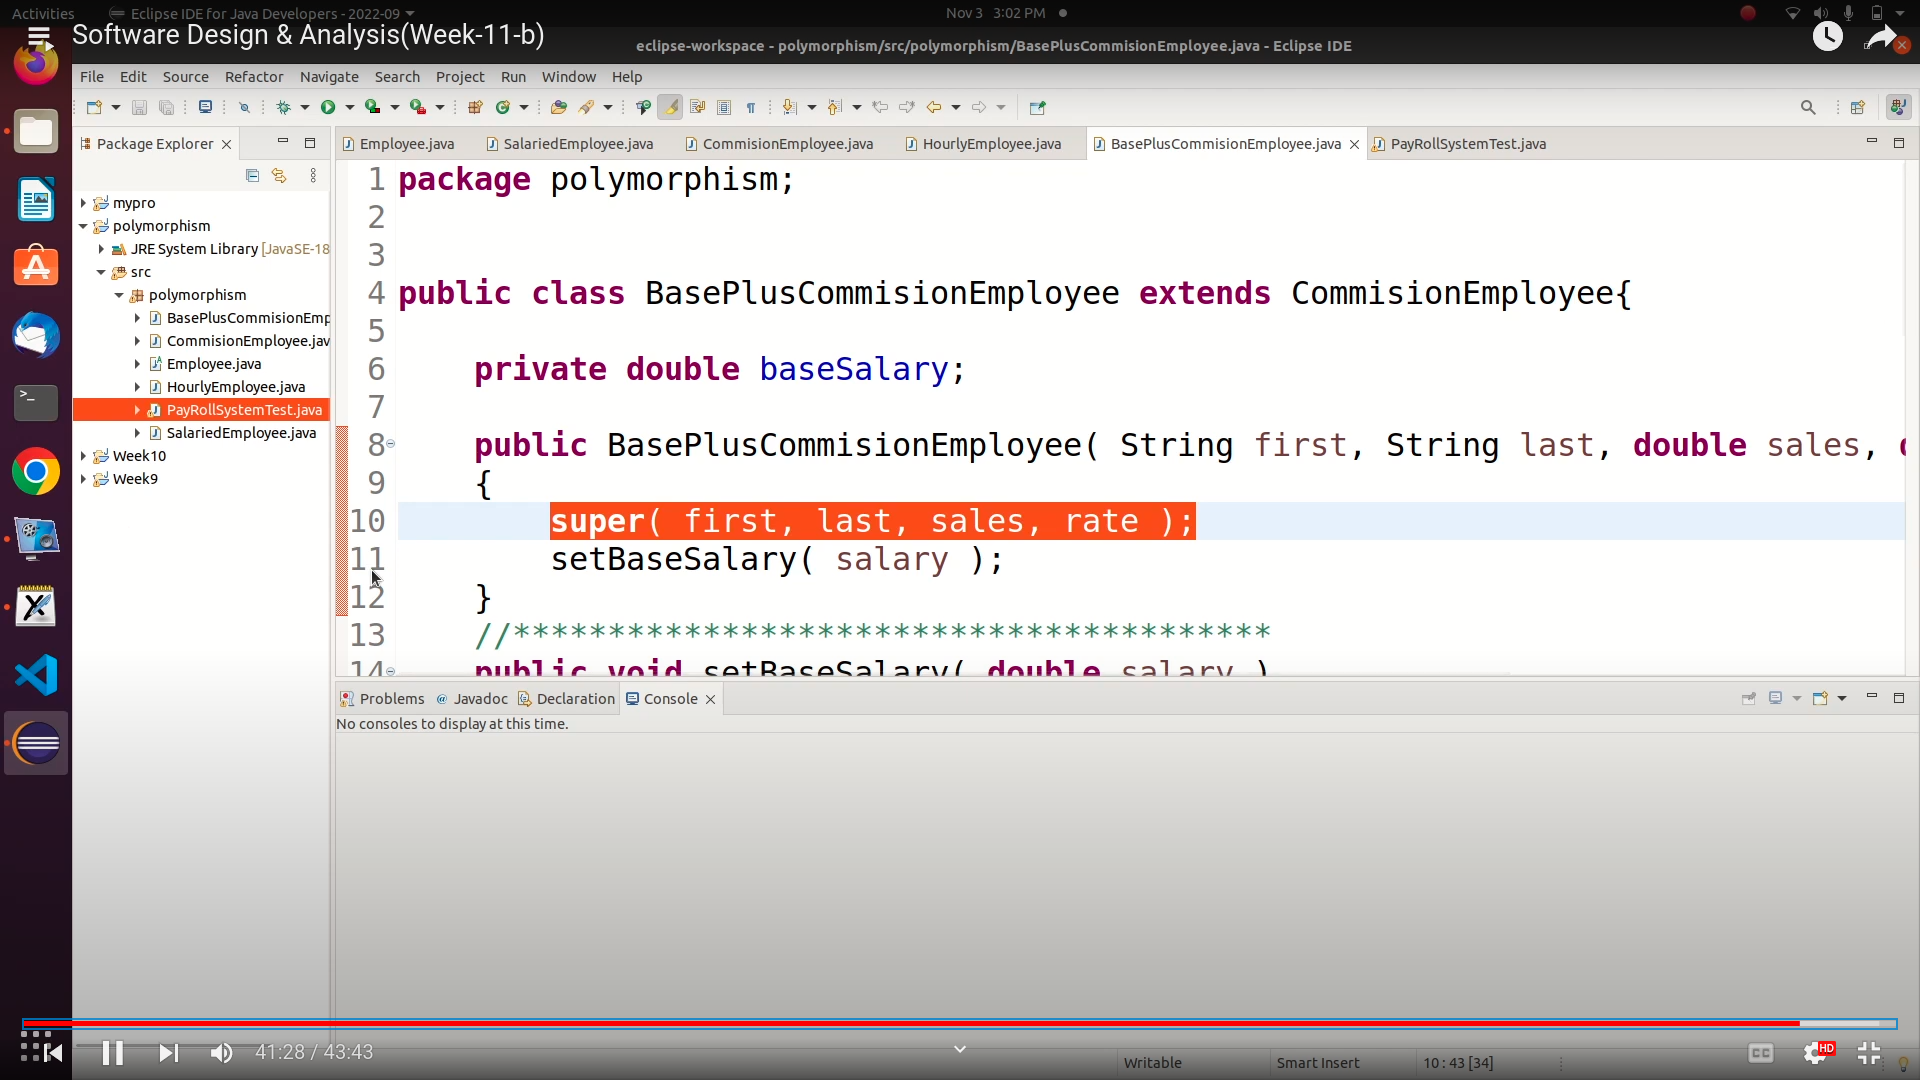 Activities Eclipse IDE for Java Developers - 2022-09 Nov 3 3:02 PM
Software Design & Analysis(Week-11-b)
eclipse-workspace - polymorphism/src/polymorphism/BasePlusCommisionEmployee.java - Eclipse IDE
File Edit Source Refactor Navigate Search Project Run Window Help
Package Explorer
Employee.java SalariedEmployee.java CommisionEmployee.java HourlyEmployee.java BasePlusCommisionEmployee.java PayRollSystemTest.java
mypro
polymorphism
JRE System Library [JavaSE-18
src
polymorphism
BasePlusCommisionEmp
CommisionEmployee.jav
Employee.java
HourlyEmployee.java
PayRollSystemTest.java
SalariedEmployee.java
Week10
Week9
1 package polymorphism;
2
3
4 public class BasePlusCommisionEmployee extends CommisionEmployee{
5
6 private double baseSalary;
7
8 public BasePlusCommisionEmployee( String first, String last, double sales,
9 {
10 super( first, last, sales, rate );
11 setBaseSalary( salary );
12 }
13 //****************************************
14 public void setBaseSalary( double salary )
Problems Javadoc Declaration Console
No consoles to display at this time.
41:28 / 43:43
CC HD
Writable Smart Insert 10 : 43 [34]